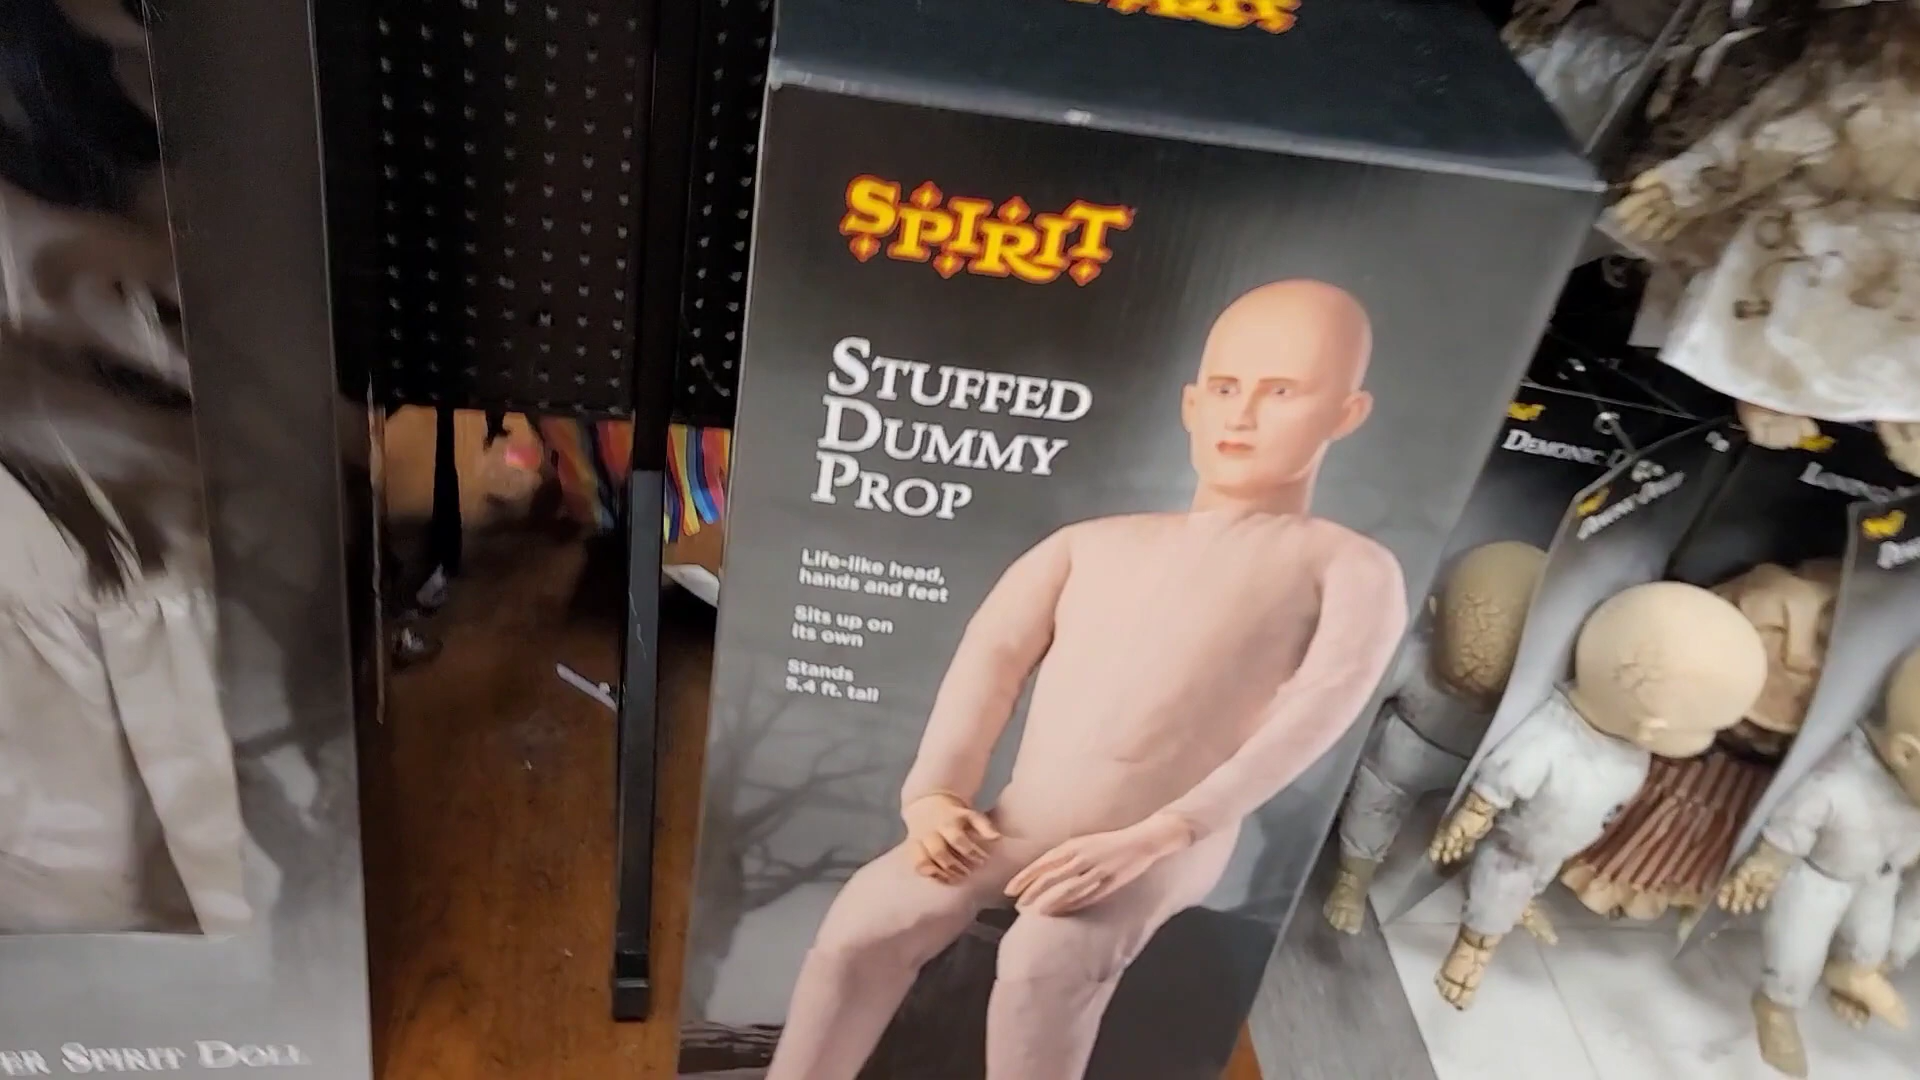 SPIRIT
STUFFED
DUMMY
PROP
Life-like head,
hands and feet
Sits up on
its own
Stands
5.4 ft. tall
DEMONIC
SPIRIT DOLL